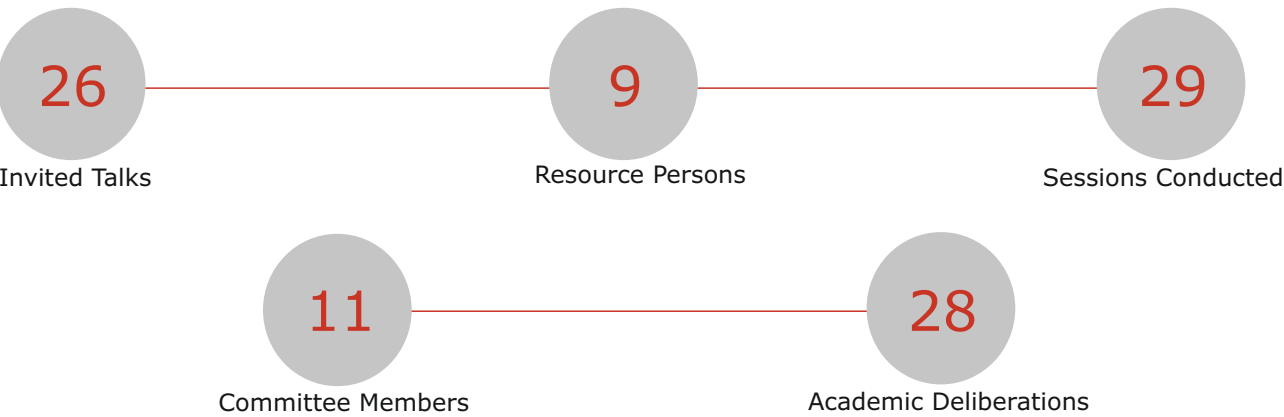 26
9
29
Invited Talks
Resource Persons
Sessions Conducted
11
28
Committee Members
Academic Deliberations